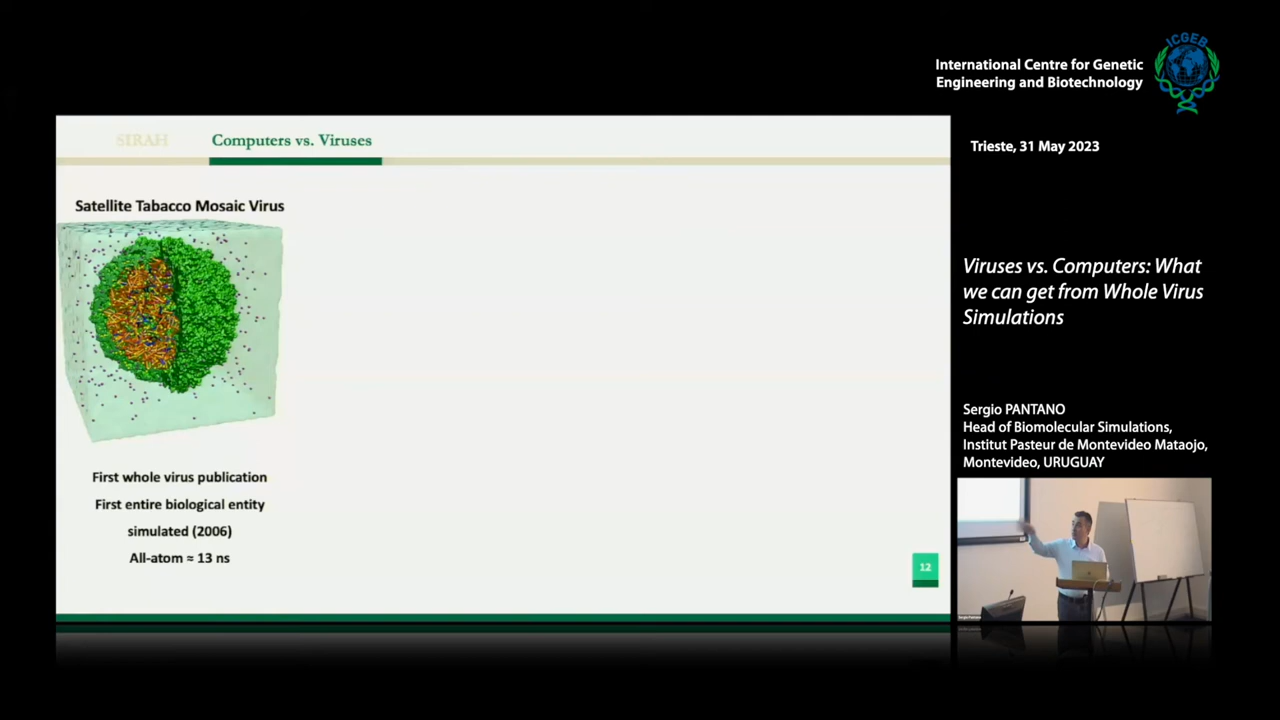 International Centre for Genetic
Engineering and Biotechnology
ICGEB
Trieste, 31 May 2023
SIRAH
Computers vs. Viruses
Satellite Tabacco Mosaic Virus
First whole virus publication
First entire biological entity
simulated (2006)
All-atom ≈ 13 ns
12
Viruses vs. Computers: What
we can get from Whole Virus
Simulations
Sergio PANTANO
Head of Biomolecular Simulations,
Institut Pasteur de Montevideo Mataojo,
Montevideo, URUGUAY